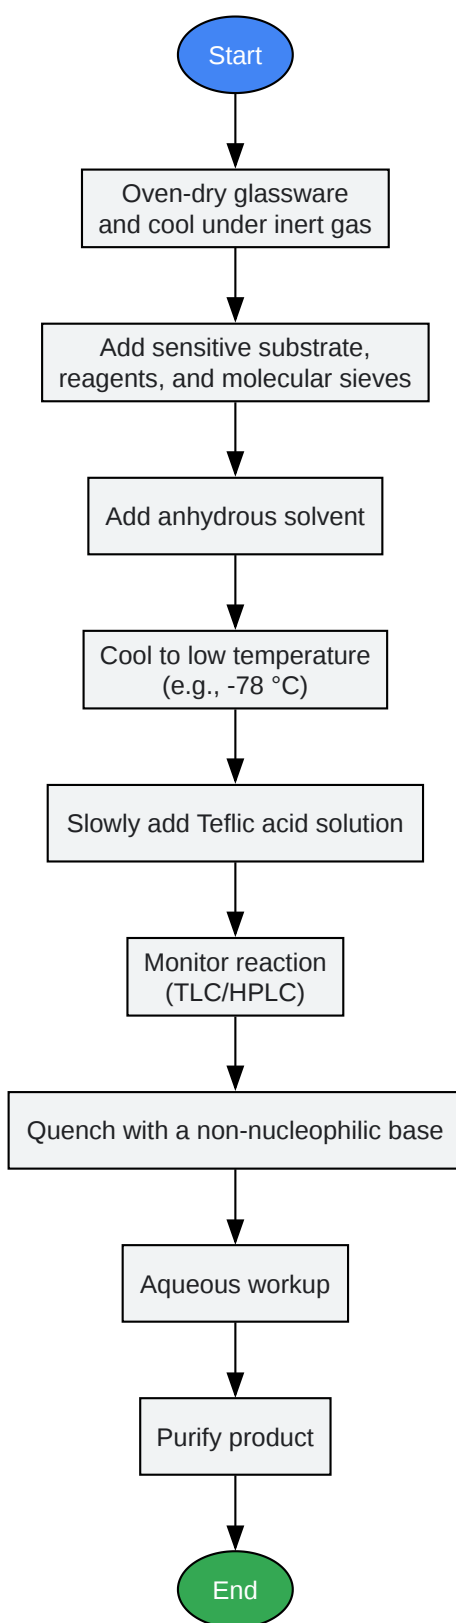 Start
Oven-dry glassware
and cool under inert gas
Add sensitive substrate,
reagents, and molecular sieves
Add anhydrous solvent
Cool to low temperature
(e.g., -78 °C)
Slowly add Teflic acid solution
Monitor reaction
(TLC/HPLC)
Quench with a non-nucleophilic base
Aqueous workup
Purify product
End